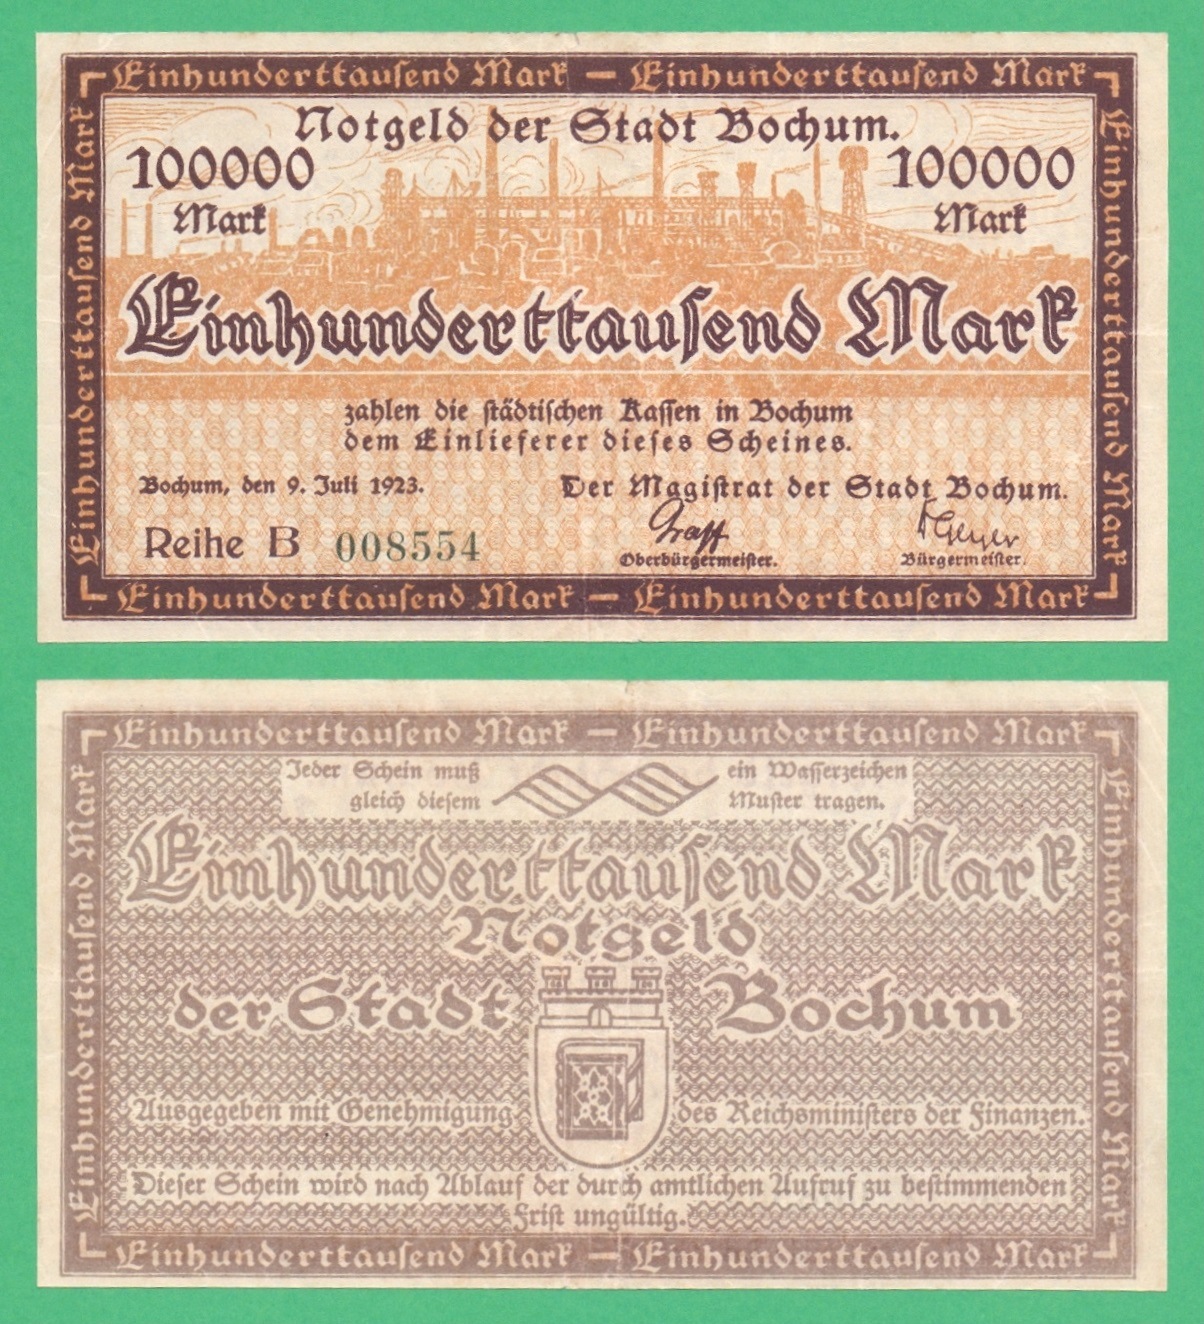 Einhunderttausend Mark — Einhunderttausend Mark
Einhunderttausend Mark
Einhunderttausend Mark
Notgeld der Stadt Bochum.
100000 100000
Mark Mark
Einhunderttausend Mark
zahlen die städtischen Kassen in Bochum
dem Einlieferer dieses Scheines.
Bochum, den 9. Juli 1923. Der Magistrat der Stadt Bochum.
Reihe B 008554 Graff Geyer
Oberbürgermeister. Bürgermeister.
Einhunderttausend Mark — Einhunderttausend Mark
Einhunderttausend Mark — Einhunderttausend Mark
Einhunderttausend Mark
Einhunderttausend Mark
Jeder Schein muß ein Wasserzeichen
gleich diesem Muster tragen.
Einhunderttausend Mark
Notgeld
der Stadt Bochum
Ausgegeben mit Genehmigung des Reichsministers der Finanzen.
Dieser Schein wird nach Ablauf der durch amtlichen Aufruf zu bestimmenden
Frist ungültig.
Einhunderttausend Mark — Einhunderttausend Mark